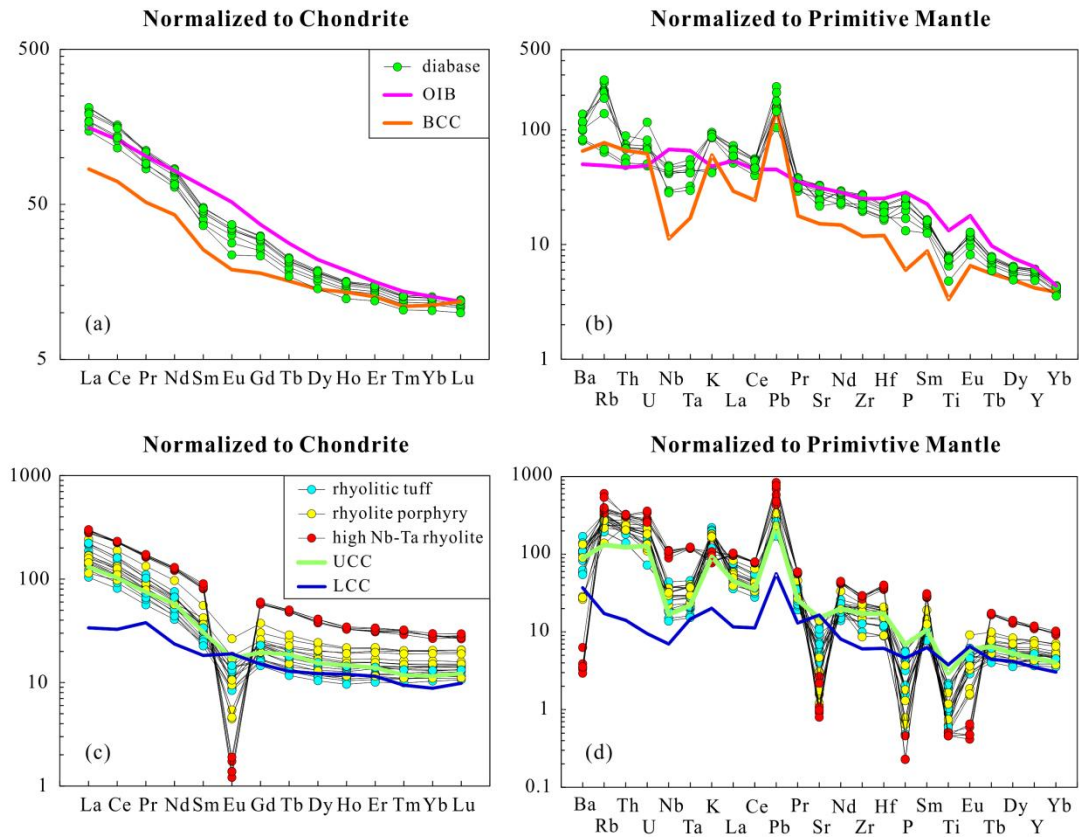 Normalized to Chondrite
Normalized to Primitive Mantle
500
50
5
diabase
OIB
BCC
(a)
La Ce Pr Nd Sm Eu Gd Tb Dy Ho Er Tm Yb Lu
500
100
10
1
(b)
Ba Th Nb K Ce Pr Nd Hf Sm Eu Dy Yb
Rb U Ta La Pb Sr Zr P Ti Tb Y
Normalized to Chondrite
Normalized to Primivtive Mantle
1000
100
10
1
rhyolitic tuff
rhyolite porphyry
high Nb-Ta rhyolite
UCC
LCC
(c)
La Ce Pr Nd Sm Eu Gd Tb Dy Ho Er Tm Yb Lu
1000
100
10
1
0.1
(d)
Ba Th Nb K Ce Pr Nd Hf Sm Eu Dy Yb
Rb U Ta La Pb Sr Zr P Ti Tb Y